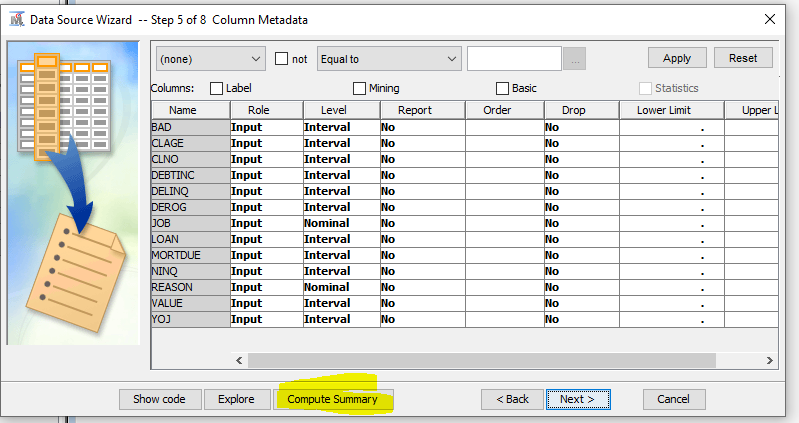 Data Source Wizard -- Step 5 of 8 Column Metadata
(none) not Equal to ... Apply Reset
Columns: Label Mining Basic Statistics
Name Role Level Report Order Drop Lower Limit Upper L
BAD Input Interval No No .
CLAGE Input Interval No No .
CLNO Input Interval No No .
DEBTINC Input Interval No No .
DELINQ Input Interval No No .
DEROG Input Interval No No .
JOB Input Nominal No No .
LOAN Input Interval No No .
MORTDUE Input Interval No No .
NINQ Input Interval No No .
REASON Input Nominal No No .
VALUE Input Interval No No .
YOJ Input Interval No No .
Show code Explore Compute Summary < Back Next > Cancel